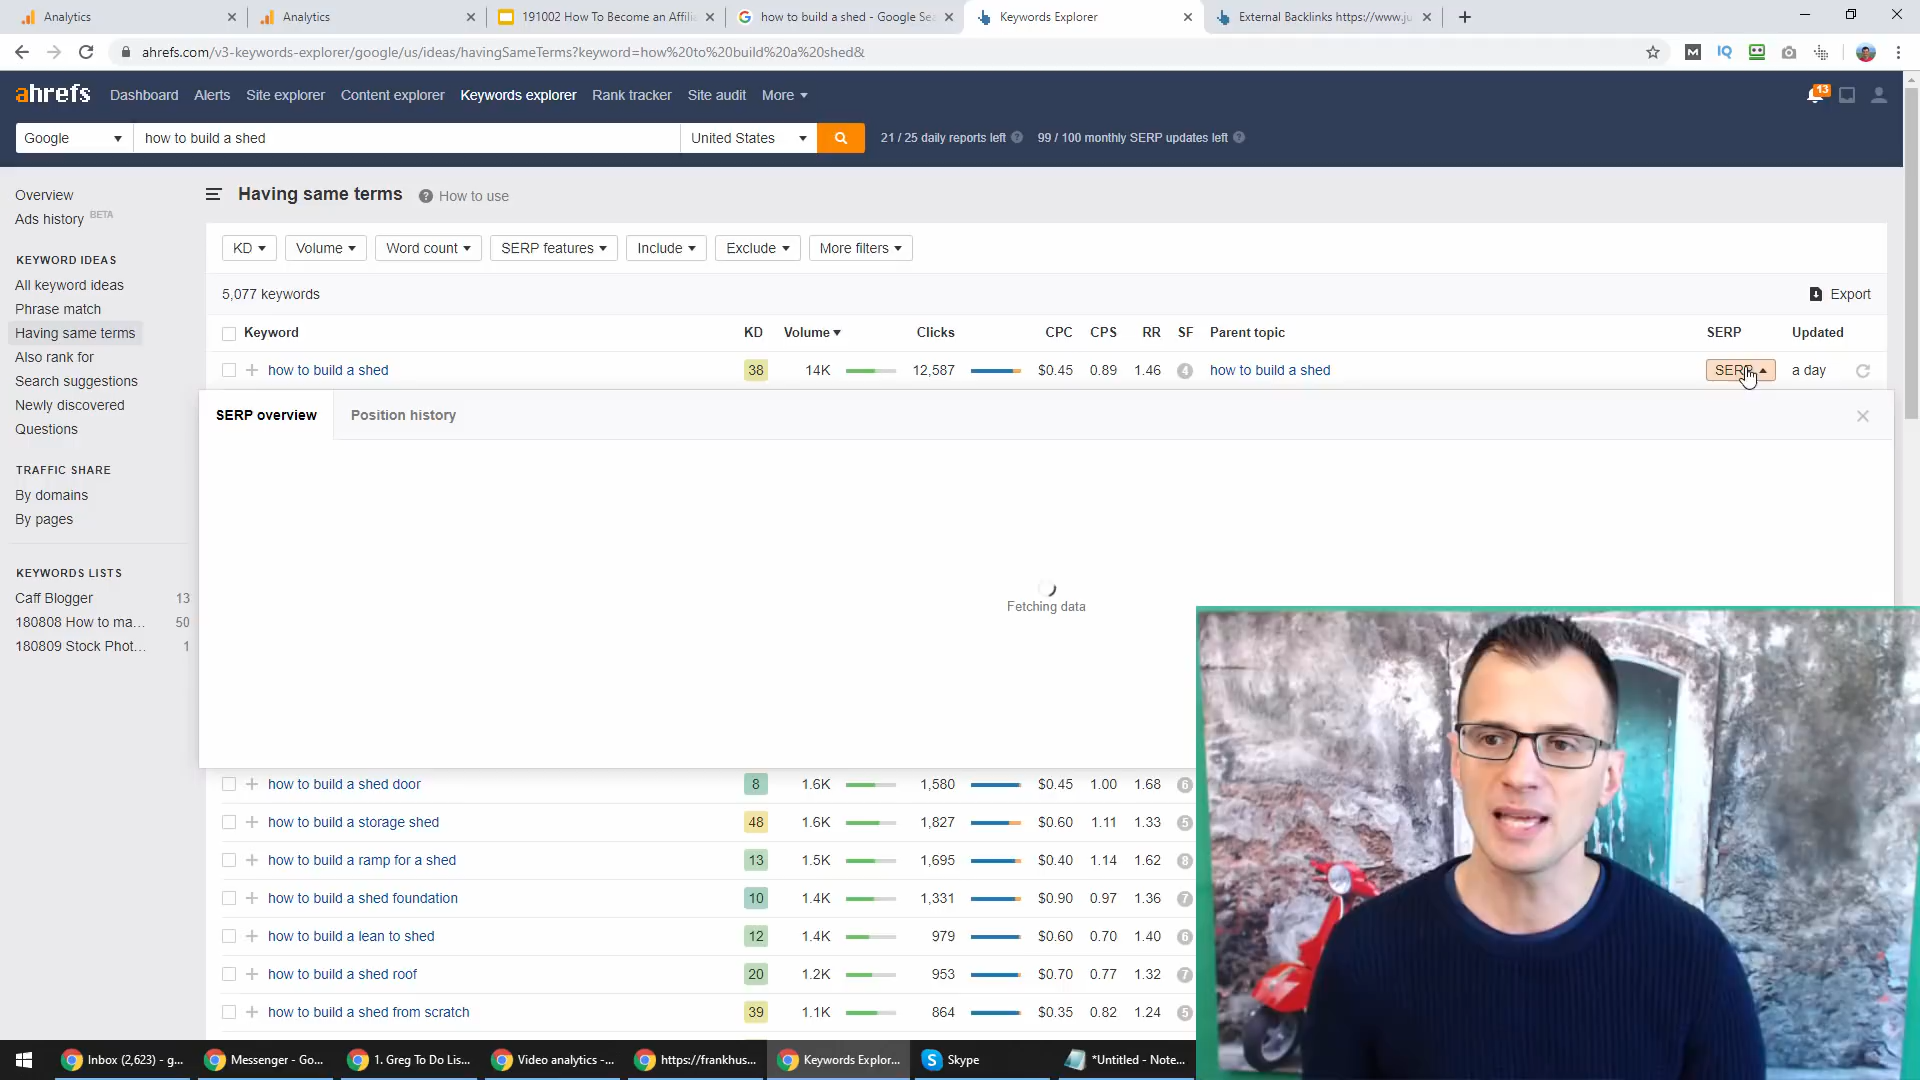 Analytics
Analytics
191002 How To Become an Affili
how to build a shed - Google Se
Keywords Explorer
External Backlinks https://www.ju
ahrefs.com/v3-keywords-explorer/google/us/ideas/havingSameTerms?keyword=how%20to%20build%20a%20shed&
ahrefs Dashboard Alerts Site explorer Content explorer Keywords explorer Rank tracker Site audit More 13
Google how to build a shed United States 21 / 25 daily reports left 99 / 100 monthly SERP updates left
Overview
Ads history BETA
KEYWORD IDEAS
All keyword ideas
Phrase match
Having same terms
Also rank for
Search suggestions
Newly discovered
Questions
TRAFFIC SHARE
By domains
By pages
KEYWORDS LISTS
Caff Blogger 13
180808 How to ma... 50
180809 Stock Phot... 1
Having same terms How to use
KD Volume Word count SERP features Include Exclude More filters
5,077 keywords Export
Keyword KD Volume Clicks CPC CPS RR SF Parent topic SERP Updated
how to build a shed 38 14K 12,587 $0.45 0.89 1.46 4 how to build a shed SERP a day
SERP overview Position history
Fetching data
how to build a shed door 8 1.6K 1,580 $0.45 1.00 1.68 6
how to build a storage shed 48 1.6K 1,827 $0.60 1.11 1.33 5
how to build a ramp for a shed 13 1.5K 1,695 $0.40 1.14 1.62 8
how to build a shed foundation 10 1.4K 1,331 $0.90 0.97 1.36 7
how to build a lean to shed 12 1.4K 979 $0.60 0.70 1.40 6
how to build a shed roof 20 1.2K 953 $0.70 0.77 1.32 7
how to build a shed from scratch 39 1.1K 864 $0.35 0.82 1.24 5
Inbox (2,623) - g...
Messenger - Go...
1. Greg To Do Lis...
Video analytics -...
https://frankhus...
Keywords Explor...
Skype
*Untitled - Note...